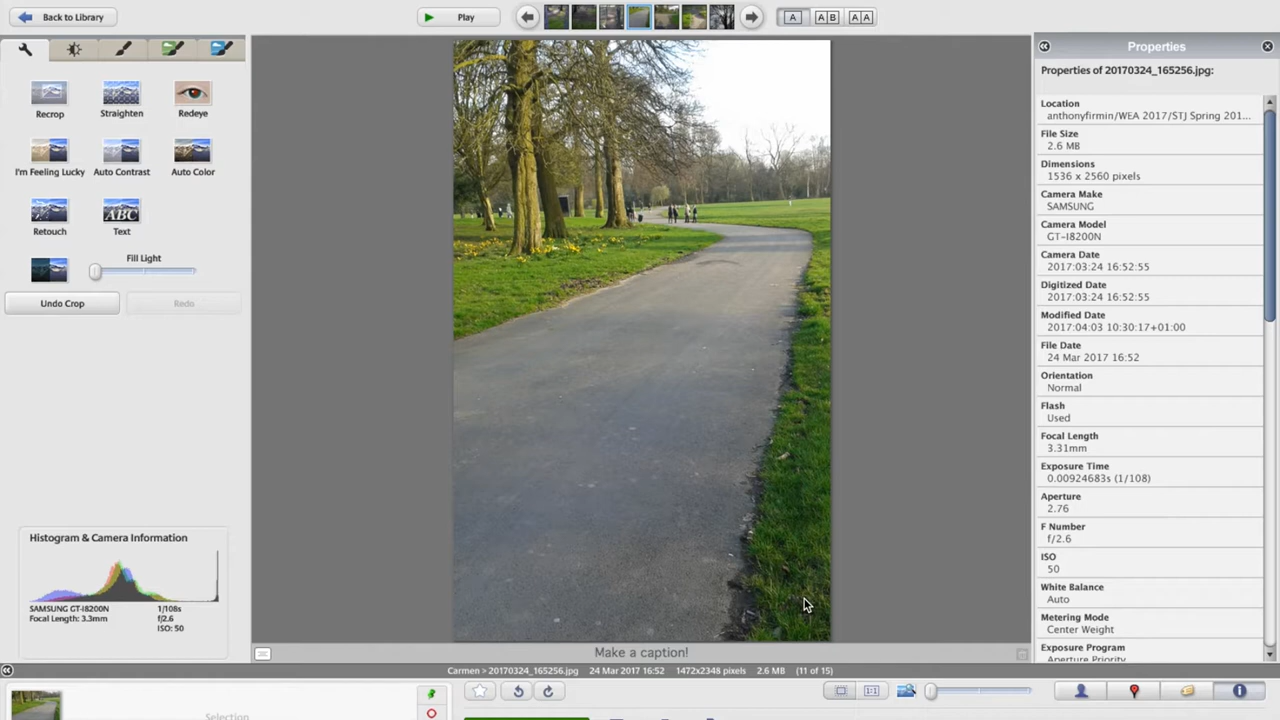 Back to Library
Play
A
AB
AA
Recrop
Straighten
Redeye
I'm Feeling Lucky
Auto Contrast
Auto Color
Retouch
ABC
Text
Fill Light
Undo Crop
Redo
Histogram & Camera Information
SAMSUNG GT-I8200N
1/108s
Focal Length: 3.3mm
f/2.6
ISO: 50
Make a caption!
Carmen > 20170324_165256.jpg 24 Mar 2017 16:52 1472x2348 pixels 2.6 MB (11 of 15)
Selection
1:1
Properties
Properties of 20170324_165256.jpg:
Location
anthonyfirmin/WEA 2017/STJ Spring 201...
File Size
2.6 MB
Dimensions
1536 x 2560 pixels
Camera Make
SAMSUNG
Camera Model
GT-I8200N
Camera Date
2017:03:24 16:52:55
Digitized Date
2017:03:24 16:52:55
Modified Date
2017:04:03 10:30:17+01:00
File Date
24 Mar 2017 16:52
Orientation
Normal
Flash
Used
Focal Length
3.31mm
Exposure Time
0.00924683s (1/108)
Aperture
2.76
F Number
f/2.6
ISO
50
White Balance
Auto
Metering Mode
Center Weight
Exposure Program
Aperture Priority